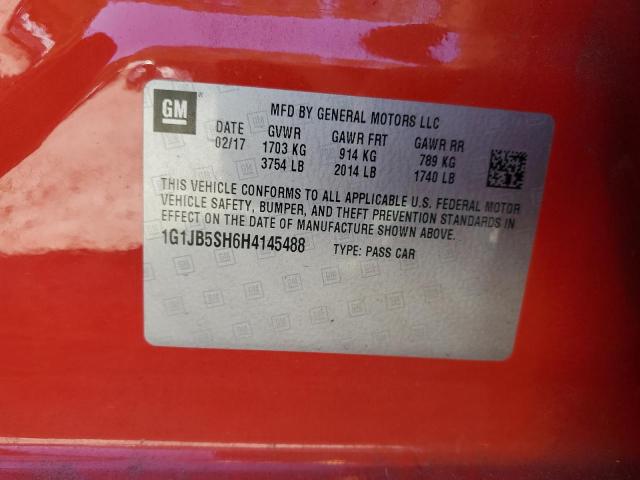 GM
MFD BY GENERAL MOTORS LLC
DATE GVWR GAWR FRT GAWR RR
02/17 1703 KG 914 KG 789 KG
3754 LB 2014 LB 1740 LB
THIS VEHICLE CONFORMS TO ALL APPLICABLE U.S. FEDERAL MOTOR
VEHICLE SAFETY, BUMPER, AND THEFT PREVENTION STANDARDS IN
EFFECT ON THE DATE OF MANUFACTURE SHOWN ABOVE.
1G1JB5SH6H4145488 TYPE: PASS CAR